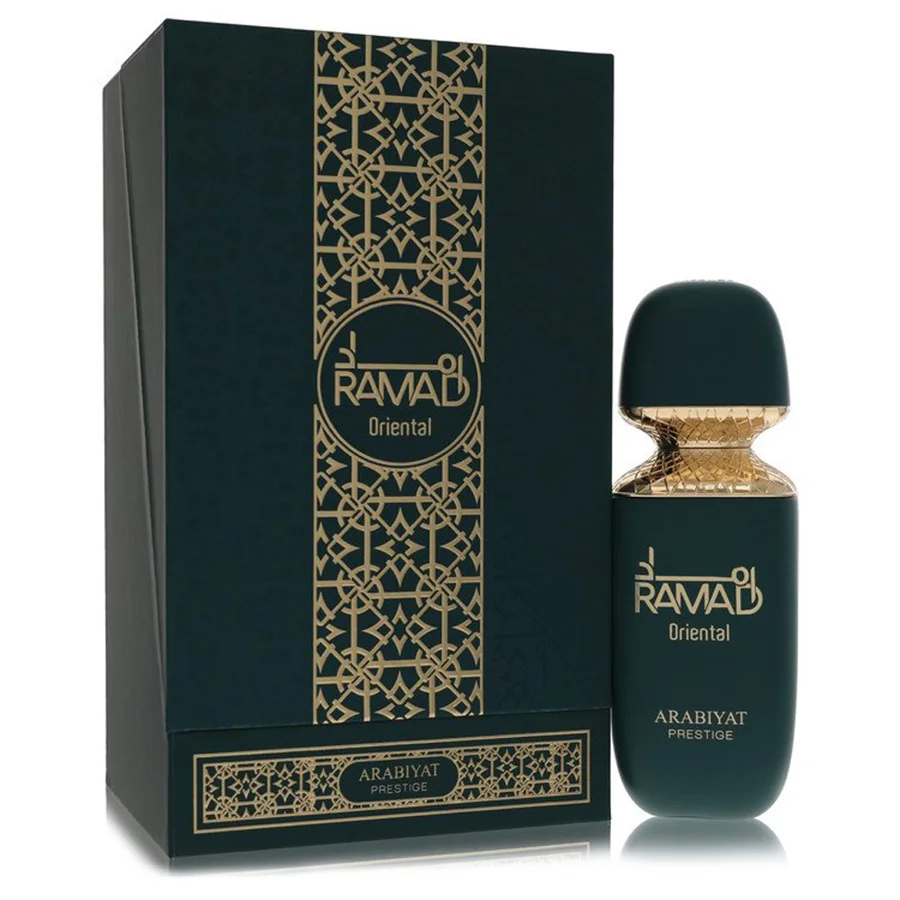 RAMAD
Oriental
ARABIYAT
PRESTIGE
RAMAD
Oriental
ARABIYAT
PRESTIGE